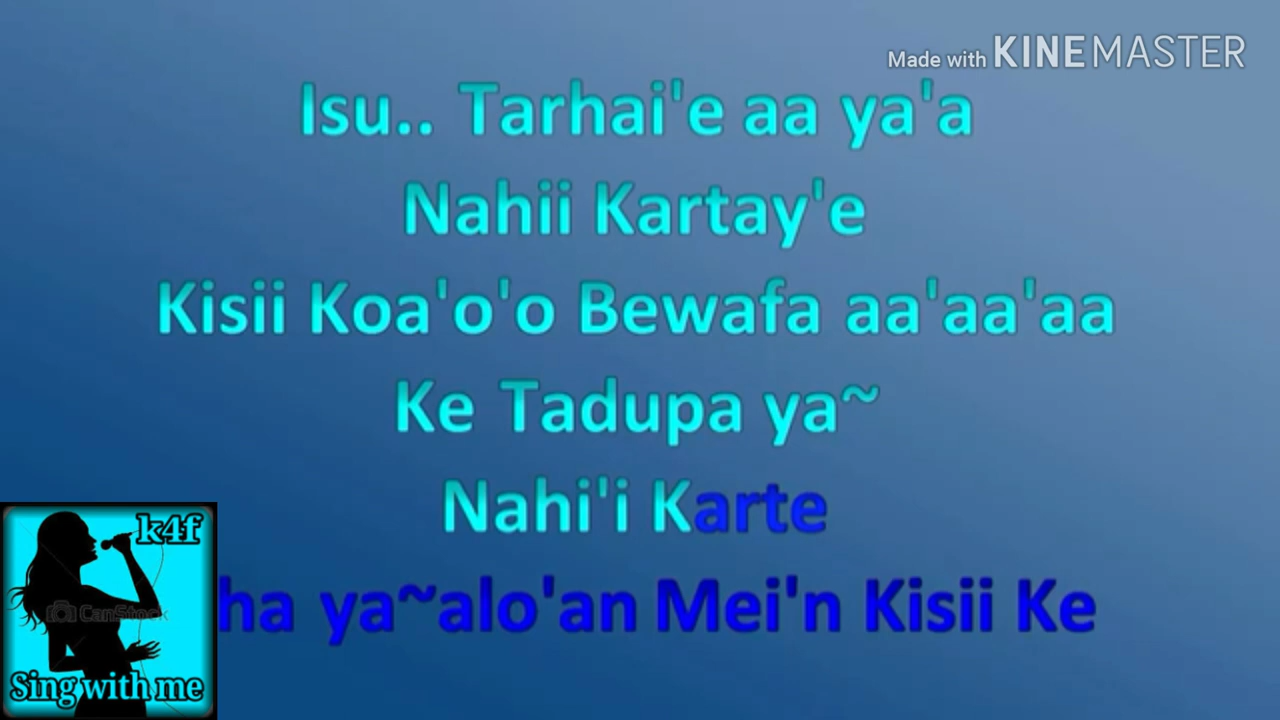 Made with KINEMASTER
Isu.. Tarhai'e aa ya'a
Nahii Kartay'e
Kisii Koa'o'o Bewafa aa'aa'aa
Ke Tadupa ya~
Nahi'i Karte
ha ya~alo'an Mei'n Kisii Ke
k4f
CanStock
Sing with me